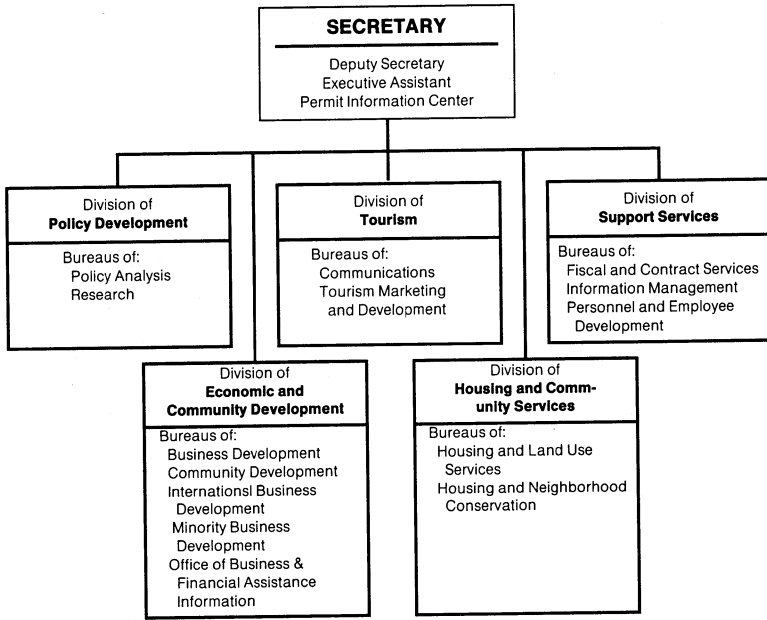 SECRETARY
Deputy Secretary
Executive Assistant
Permit Information Center
Division of
Policy Development
Bureaus of:
Policy Analysis
Research
Division of
Tourism
Bureaus of:
Communications
Tourism Marketing
and Development
Division of
Support Services
Bureaus of:
Fiscal and Contract Services
Information Management
Personnel and Employee
Development
Division of
Economic and
Community Development
Bureaus of:
Business Development
Community Development
Internationsl Business
Development
Minority Business
Development
Office of Business &
Financial Assistance
Information
Division of
Housing and Comm-
unity Services
Bureaus of:
Housing and Land Use
Services
Housing and Neighborhood
Conservation